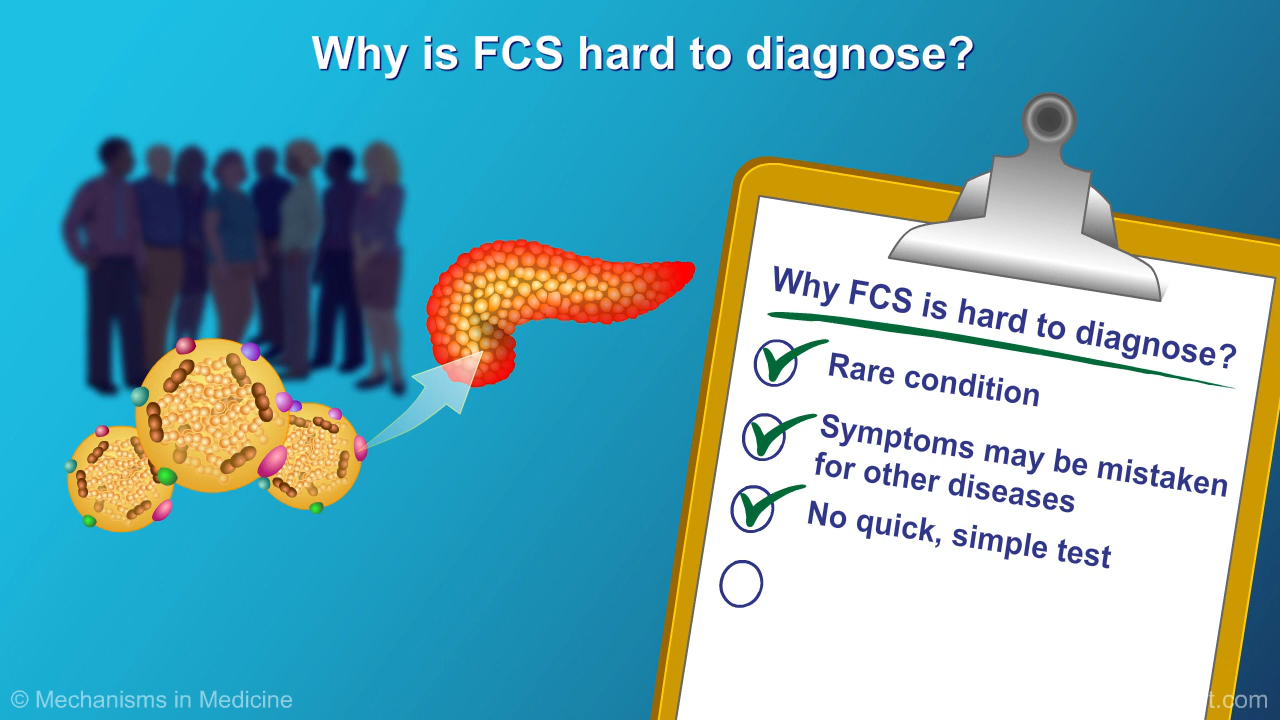 Why is FCS hard to diagnose?
Why FCS is hard to diagnose?
Rare condition
Symptoms may be mistaken
for other diseases
No quick, simple test
© Mechanisms in Medicine
t.com